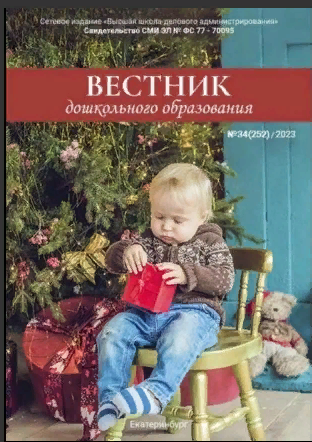 Сетевое издание «Высшая школа делового администрирования»
Свидетельство СМИ ЭЛ № ФС 77 - 70095
ВЕСТНИК
дошкольного образования
№34(252) / 2023
Екатеринбург